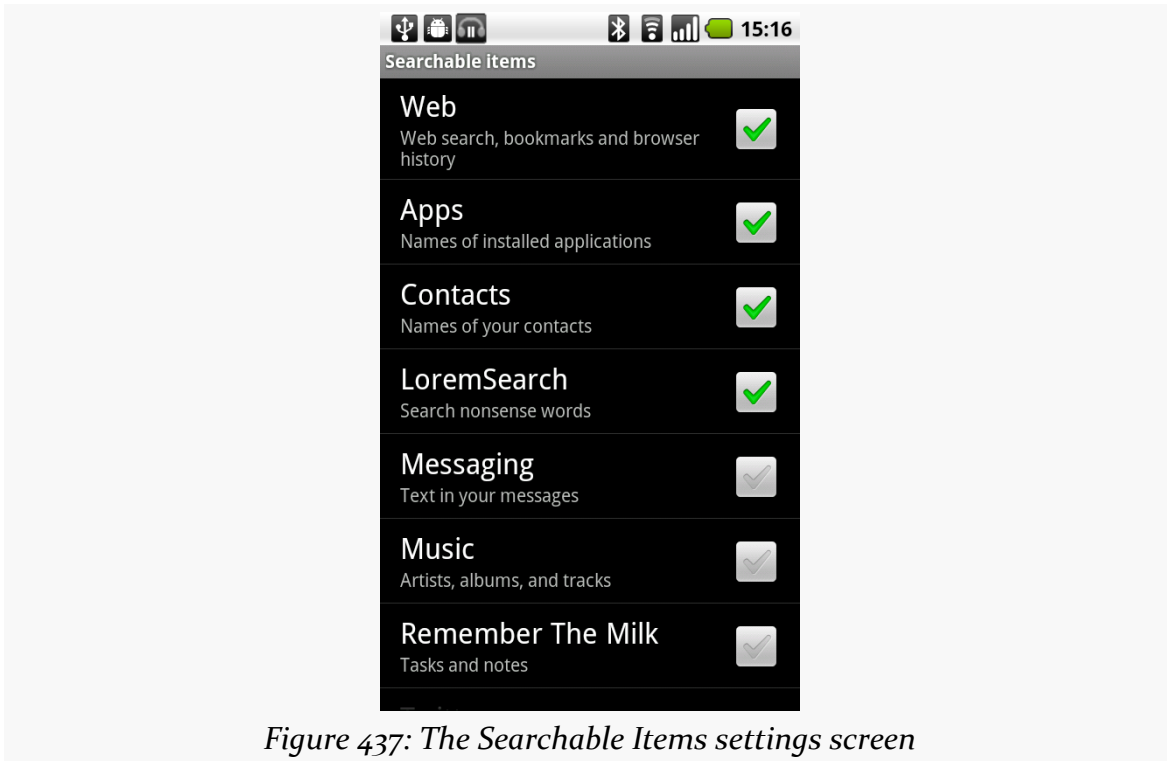 15:16
Searchable items
Web
Web search, bookmarks and browser
history
Apps
Names of installed applications
Contacts
Names of your contacts
LoremSearch
Search nonsense words
Messaging
Text in your messages
Music
Artists, albums, and tracks
Remember The Milk
Tasks and notes
Figure 437: The Searchable Items settings screen